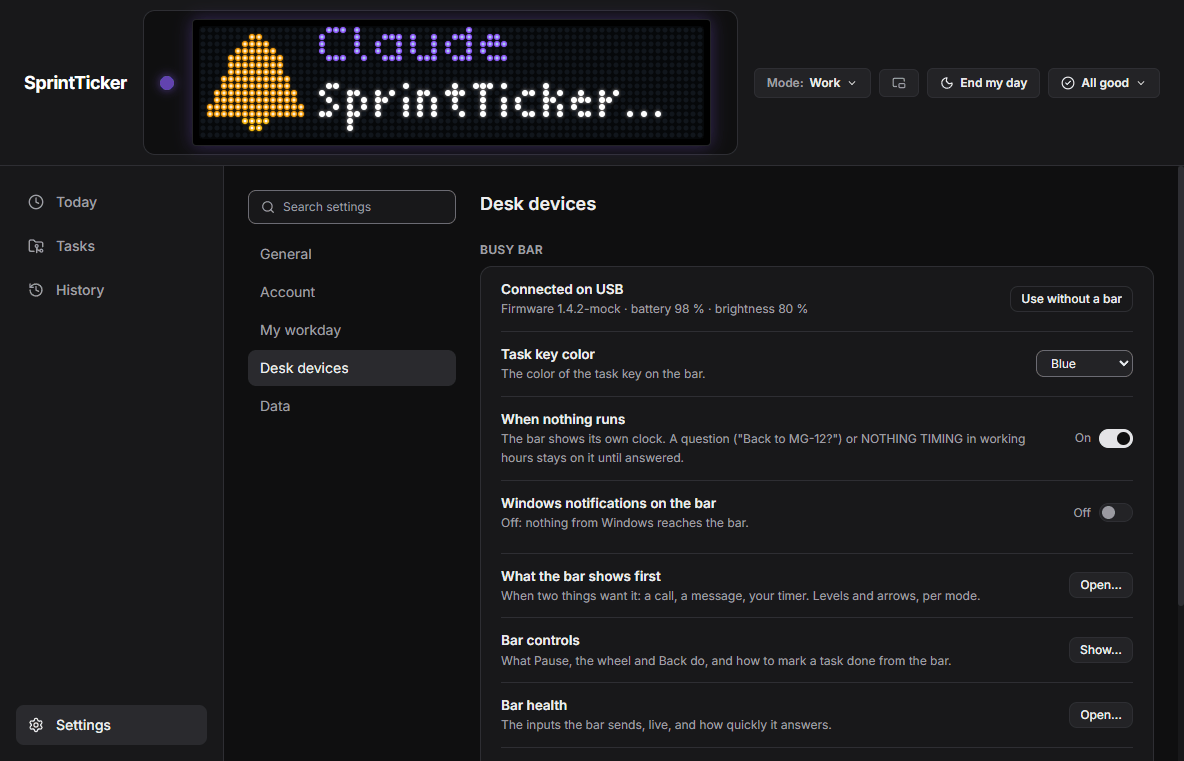 SprintTicker
Claude
SprintTicker...
Mode: Work
End my day
All good
Today
Tasks
History
Settings
Search settings
General
Account
My workday
Desk devices
Data
Desk devices
BUSY BAR
Connected on USB
Firmware 1.4.2-mock · battery 98 % · brightness 80 %
Use without a bar
Task key color
The color of the task key on the bar.
Blue
When nothing runs
The bar shows its own clock. A question ("Back to MG-12?") or NOTHING TIMING in working
hours stays on it until answered.
On
Windows notifications on the bar
Off: nothing from Windows reaches the bar.
Off
What the bar shows first
When two things want it: a call, a message, your timer. Levels and arrows, per mode.
Open...
Bar controls
What Pause, the wheel and Back do, and how to mark a task done from the bar.
Show...
Bar health
The inputs the bar sends, live, and how quickly it answers.
Open...